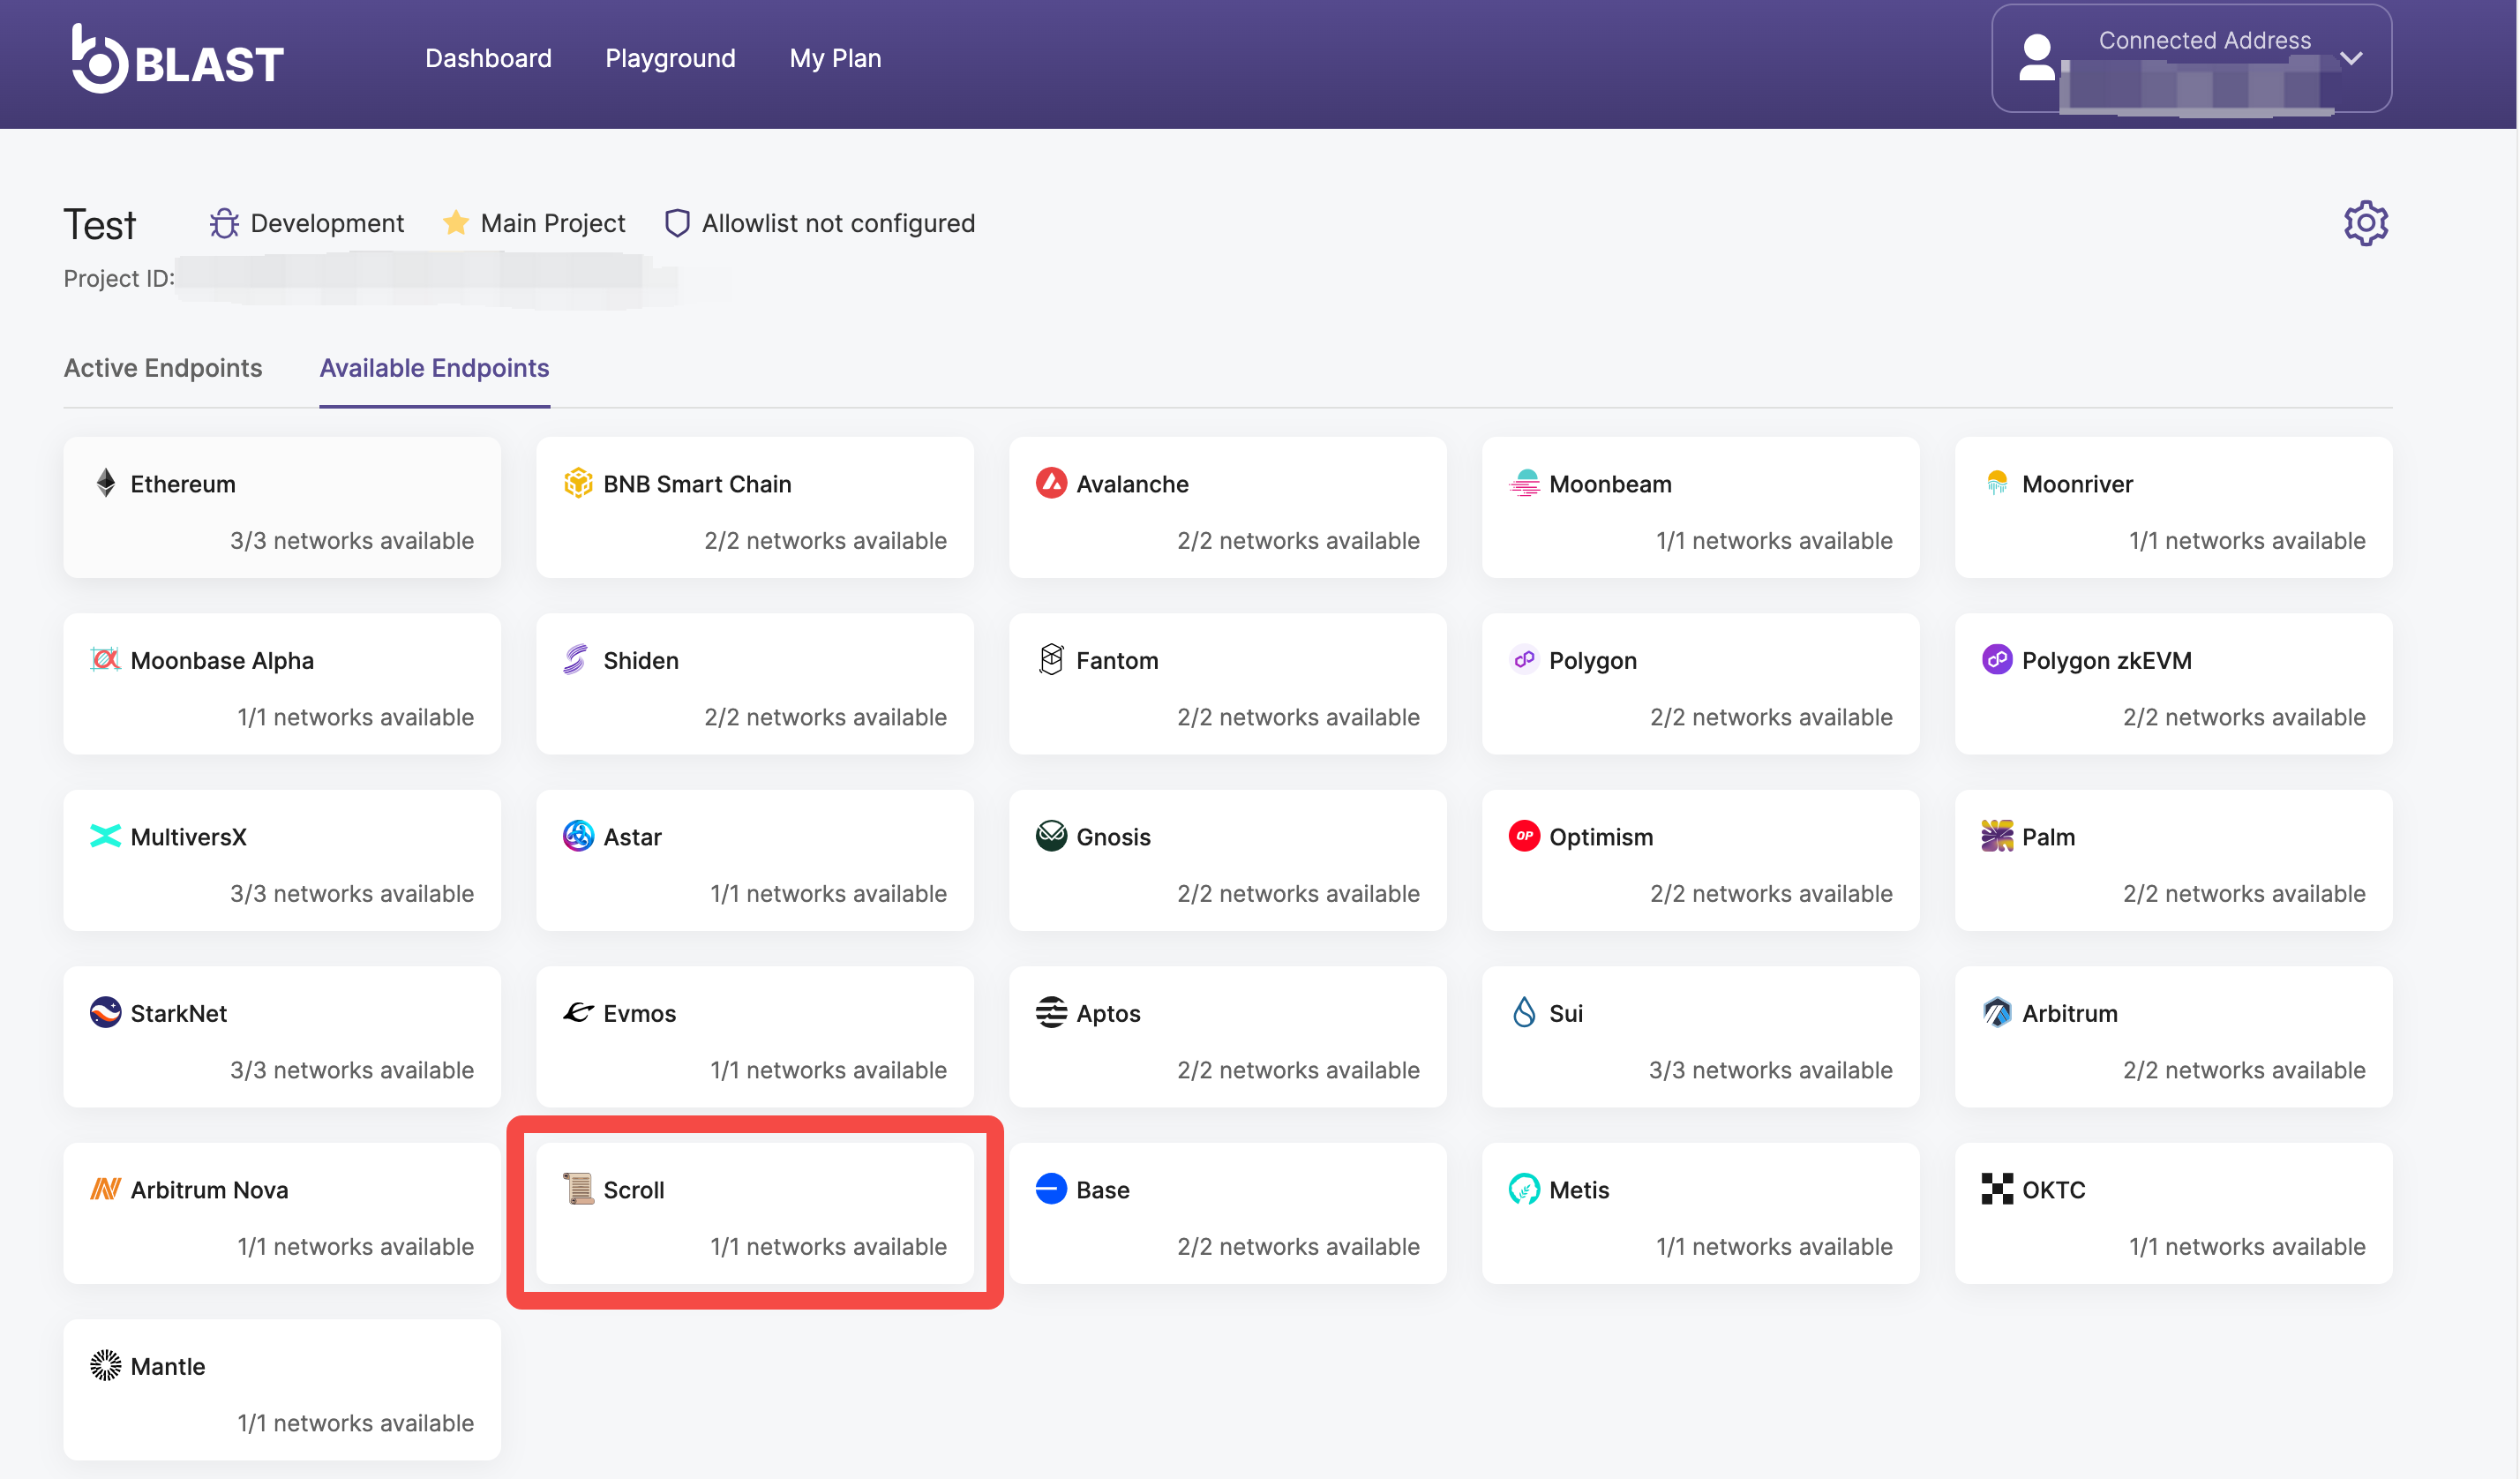 BLAST Dashboard Playground My Plan Connected Address
Test Development Main Project Allowlist not configured
Project ID:
Active Endpoints Available Endpoints
Ethereum BNB Smart Chain Avalanche Moonbeam Moonriver
3/3 networks available 2/2 networks available 2/2 networks available 1/1 networks available 1/1 networks available
Moonbase Alpha Shiden Fantom Polygon Polygon zkEVM
1/1 networks available 2/2 networks available 2/2 networks available 2/2 networks available 2/2 networks available
MultiversX Astar Gnosis OP Optimism Palm
3/3 networks available 1/1 networks available 2/2 networks available 2/2 networks available 2/2 networks available
StarkNet Evmos Aptos Sui Arbitrum
3/3 networks available 1/1 networks available 2/2 networks available 3/3 networks available 2/2 networks available
Arbitrum Nova Scroll Base Metis OKTC
1/1 networks available 1/1 networks available 2/2 networks available 1/1 networks available 1/1 networks available
Mantle
1/1 networks available